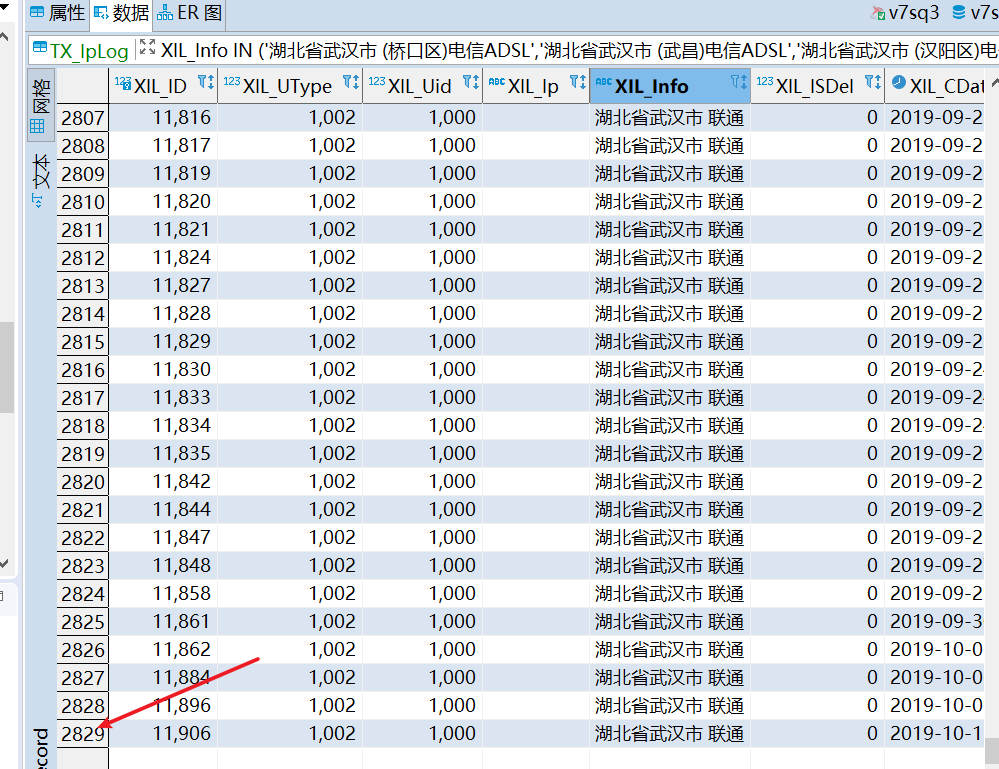 属性 数据 ER 图 v7sq3 v7s
TX_IpLog XIL_Info IN ('湖北省武汉市 (桥口区)电信ADSL','湖北省武汉市 (武昌)电信ADSL','湖北省武汉市 (汉阳区)电
网格
文本
ecord
123 XIL_ID 123 XIL_UType 123 XIL_Uid ABC XIL_Ip ABC XIL_Info 123 XIL_ISDel XIL_CDat
2807 11,816 1,002 1,000 湖北省武汉市 联通 0 2019-09-2
2808 11,817 1,002 1,000 湖北省武汉市 联通 0 2019-09-2
2809 11,819 1,002 1,000 湖北省武汉市 联通 0 2019-09-2
2810 11,820 1,002 1,000 湖北省武汉市 联通 0 2019-09-2
2811 11,821 1,002 1,000 湖北省武汉市 联通 0 2019-09-2
2812 11,824 1,002 1,000 湖北省武汉市 联通 0 2019-09-2
2813 11,827 1,002 1,000 湖北省武汉市 联通 0 2019-09-2
2814 11,828 1,002 1,000 湖北省武汉市 联通 0 2019-09-2
2815 11,829 1,002 1,000 湖北省武汉市 联通 0 2019-09-2
2816 11,830 1,002 1,000 湖北省武汉市 联通 0 2019-09-2
2817 11,833 1,002 1,000 湖北省武汉市 联通 0 2019-09-2
2818 11,834 1,002 1,000 湖北省武汉市 联通 0 2019-09-2
2819 11,835 1,002 1,000 湖北省武汉市 联通 0 2019-09-2
2820 11,842 1,002 1,000 湖北省武汉市 联通 0 2019-09-2
2821 11,844 1,002 1,000 湖北省武汉市 联通 0 2019-09-2
2822 11,847 1,002 1,000 湖北省武汉市 联通 0 2019-09-2
2823 11,848 1,002 1,000 湖北省武汉市 联通 0 2019-09-2
2824 11,858 1,002 1,000 湖北省武汉市 联通 0 2019-09-2
2825 11,861 1,002 1,000 湖北省武汉市 联通 0 2019-09-3
2826 11,862 1,002 1,000 湖北省武汉市 联通 0 2019-10-0
2827 11,884 1,002 1,000 湖北省武汉市 联通 0 2019-10-0
2828 11,896 1,002 1,000 湖北省武汉市 联通 0 2019-10-0
2829 11,906 1,002 1,000 湖北省武汉市 联通 0 2019-10-1